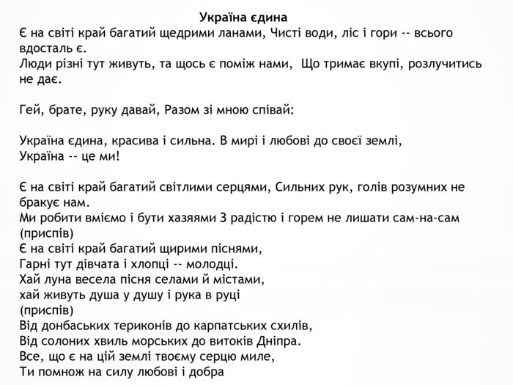 Україна єдина
Є на світі край багатий щедрими ланами, Чисті води, ліс і гори -- всього
вдосталь є.
Люди різні тут живуть, та щось є поміж нами,  Що тримає вкупі, розлучитись
не дає.

Гей, брате, руку давай, Разом зі мною співай:

Україна єдина, красива і сильна. В мирі і любові до своєї землі,
Україна -- це ми!

Є на світі край багатий світлими серцями, Сильних рук, голів розумних не
бракує нам.
Ми робити вміємо і бути хазяями З радістю і горем не лишати сам-на-сам
(приспів)
Є на світі край багатий щирими піснями,
Гарні тут дівчата і хлопці -- молодці.
Хай луна весела пісня селами й містами,
хай живуть душа у душу і рука в руці
(приспів)
Від донбаських териконів до карпатських схилів,
Від солоних хвиль морських до витоків Дніпра.
Все, що є на цій землі твоєму серцю миле,
Ти помнож на силу любові і добра